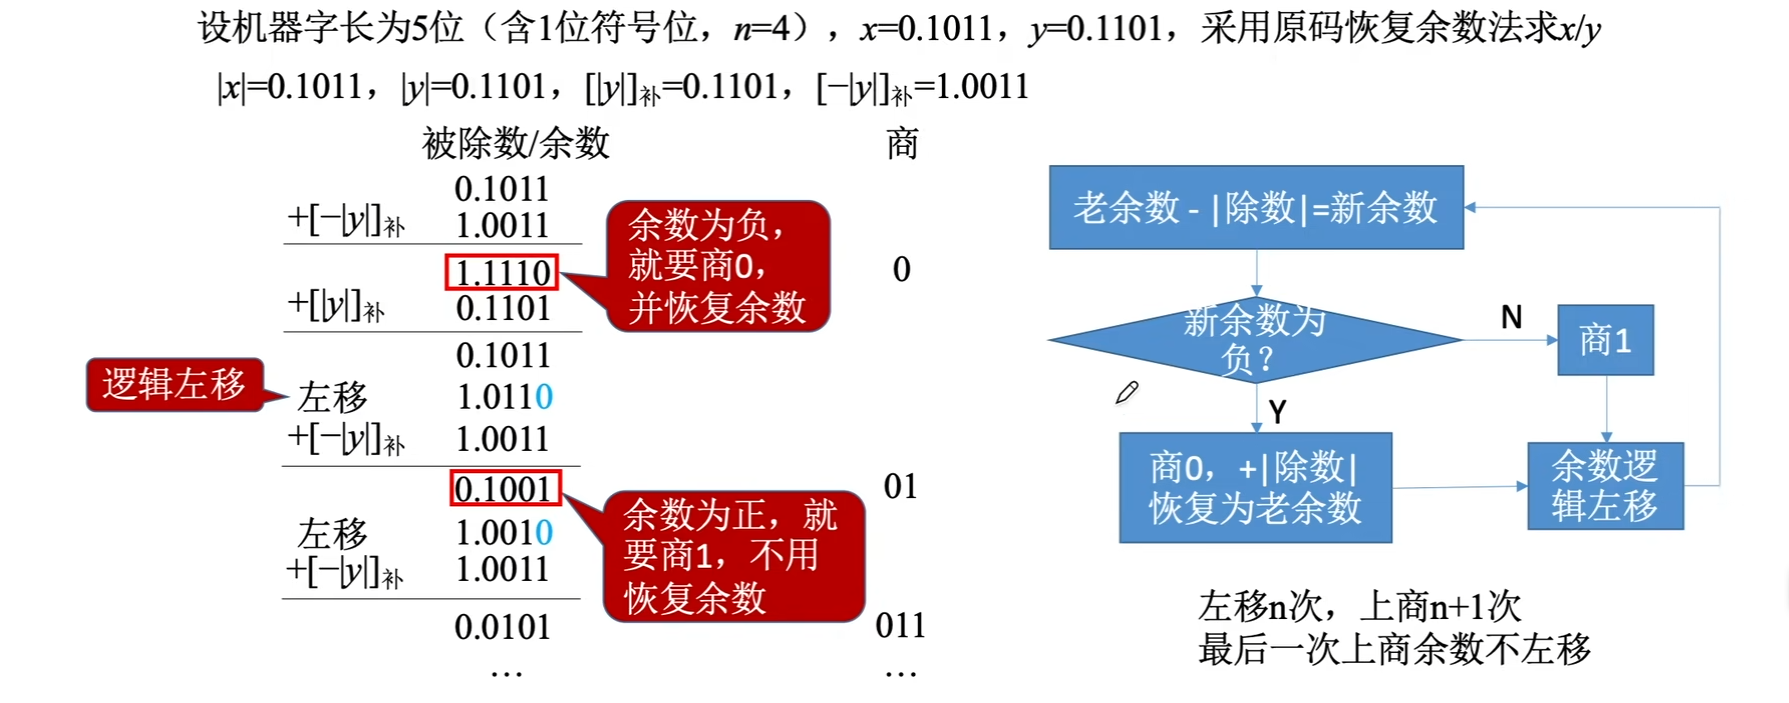 设机器字长为5位（含1位符号位，n=4），x=0.1011，y=0.1101，采用原码恢复余数法求x/y
|x|=0.1011，|y|=0.1101，[|y|]补=0.1101，[−|y|]补=1.0011
被除数/余数 商
0.1011
+[−|y|]补 1.0011
1.1110 0
+[|y|]补 0.1101
0.1011
左移 1.0110
+[−|y|]补 1.0011
0.1001 01
左移 1.0010
+[−|y|]补 1.0011
0.0101 011
… …
余数为负，
就要商0，
并恢复余数
逻辑左移
余数为正，就
要商1，不用
恢复余数
老余数 - |除数|=新余数
新余数为
负？
N
商1
Y
商0，+|除数|
恢复为老余数
余数逻
辑左移
左移n次，上商n+1次
最后一次上商余数不左移